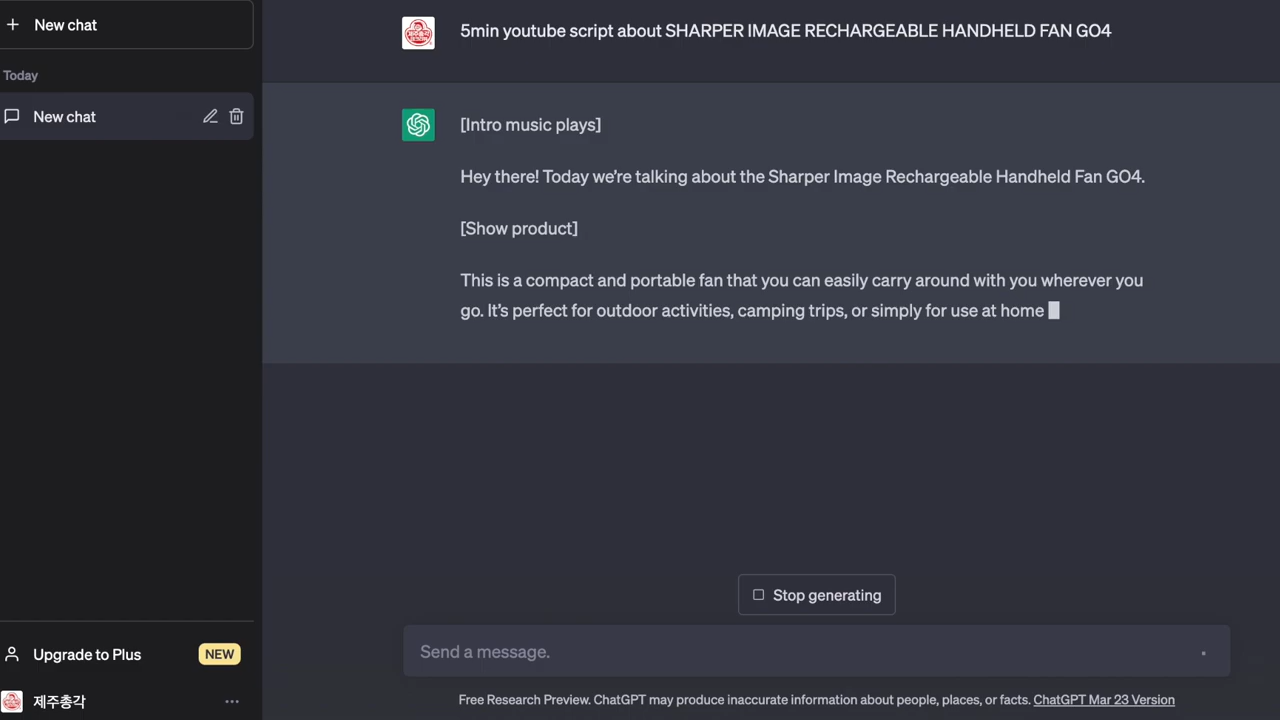 New chat
Today
New chat
5min youtube script about SHARPER IMAGE RECHARGEABLE HANDHELD FAN GO4
[Intro music plays]
Hey there! Today we're talking about the Sharper Image Rechargeable Handheld Fan GO4.
[Show product]
This is a compact and portable fan that you can easily carry around with you wherever you
go. It's perfect for outdoor activities, camping trips, or simply for use at home
Stop generating
Send a message.
Free Research Preview. ChatGPT may produce inaccurate information about people, places, or facts. ChatGPT Mar 23 Version
Upgrade to Plus NEW
제주총각